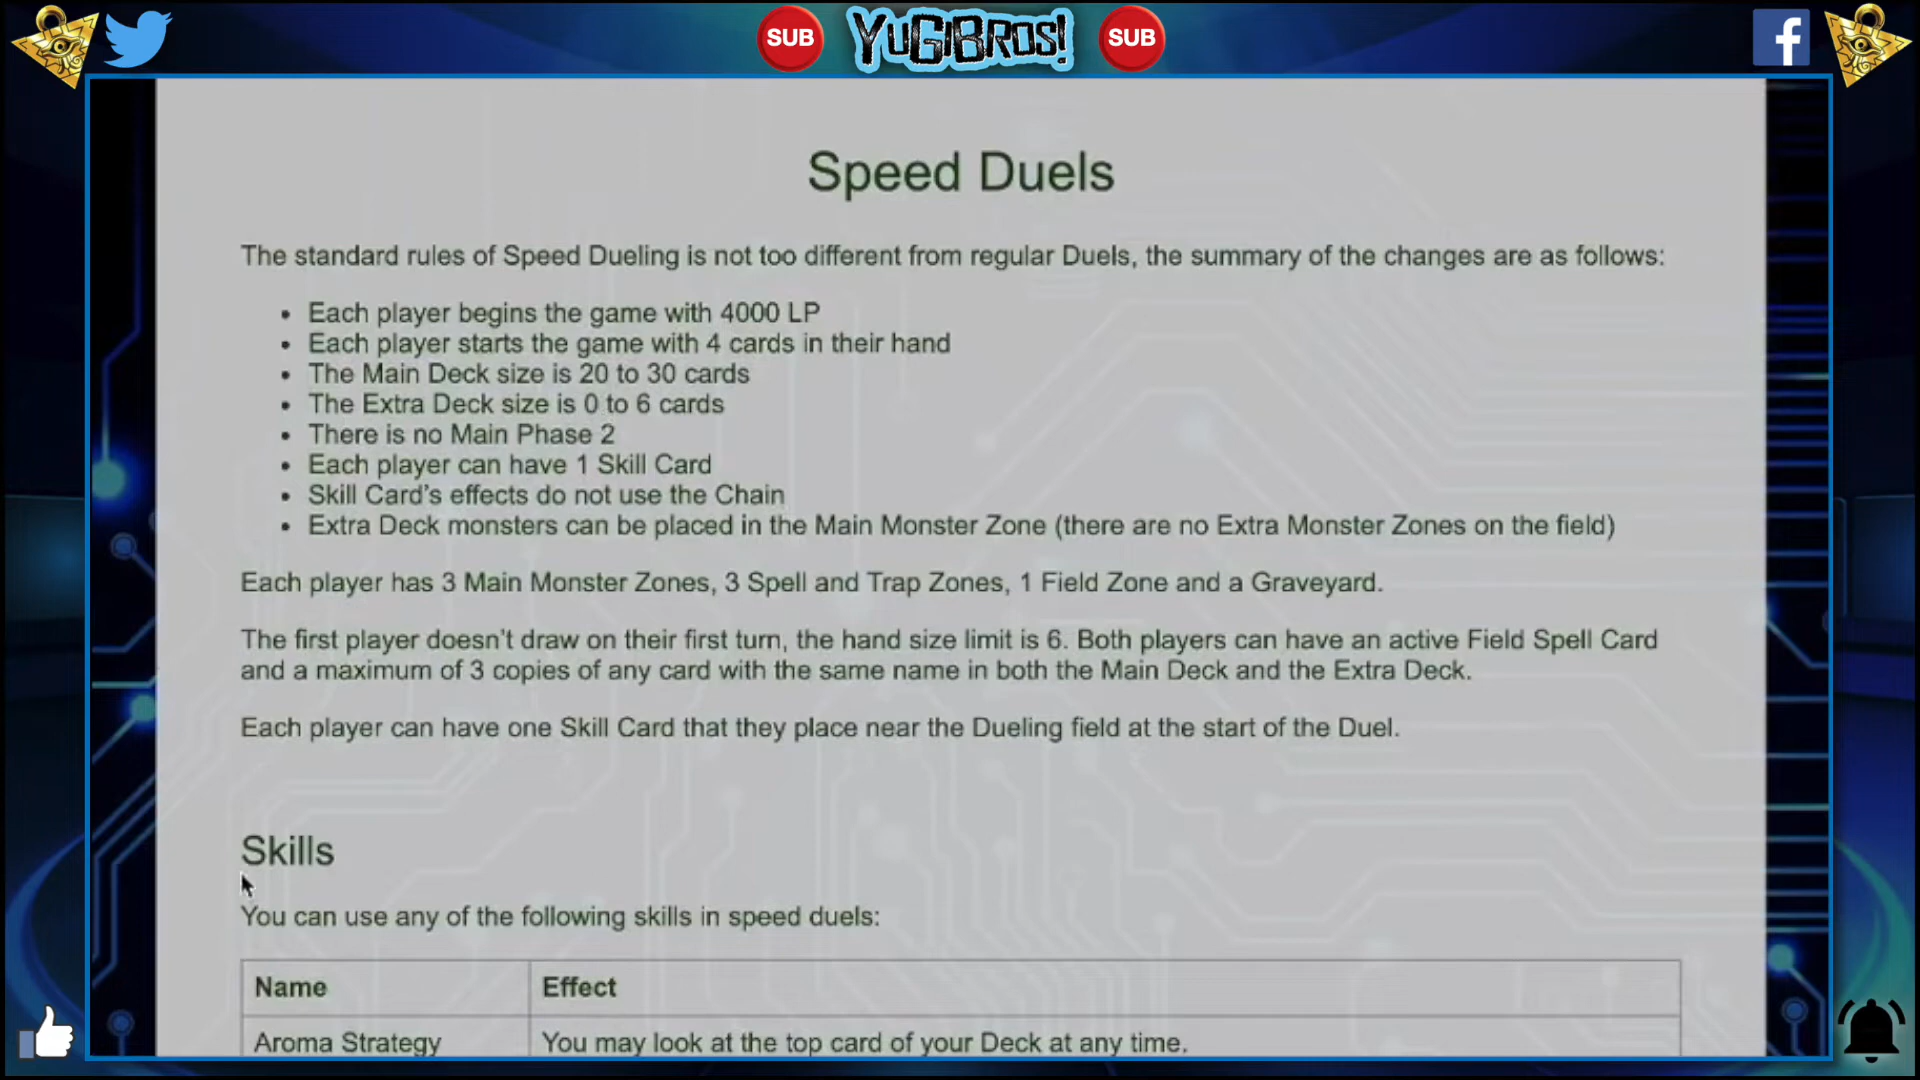 SUB YUGIBROS! SUB
Speed Duels
The standard rules of Speed Dueling is not too different from regular Duels, the summary of the changes are as follows:
• Each player begins the game with 4000 LP
• Each player starts the game with 4 cards in their hand
• The Main Deck size is 20 to 30 cards
• The Extra Deck size is 0 to 6 cards
• There is no Main Phase 2
• Each player can have 1 Skill Card
• Skill Card's effects do not use the Chain
• Extra Deck monsters can be placed in the Main Monster Zone (there are no Extra Monster Zones on the field)
Each player has 3 Main Monster Zones, 3 Spell and Trap Zones, 1 Field Zone and a Graveyard.
The first player doesn't draw on their first turn, the hand size limit is 6. Both players can have an active Field Spell Card
and a maximum of 3 copies of any card with the same name in both the Main Deck and the Extra Deck.
Each player can have one Skill Card that they place near the Dueling field at the start of the Duel.
Skills
You can use any of the following skills in speed duels:
Name Effect
Aroma Strategy You may look at the top card of your Deck at any time.